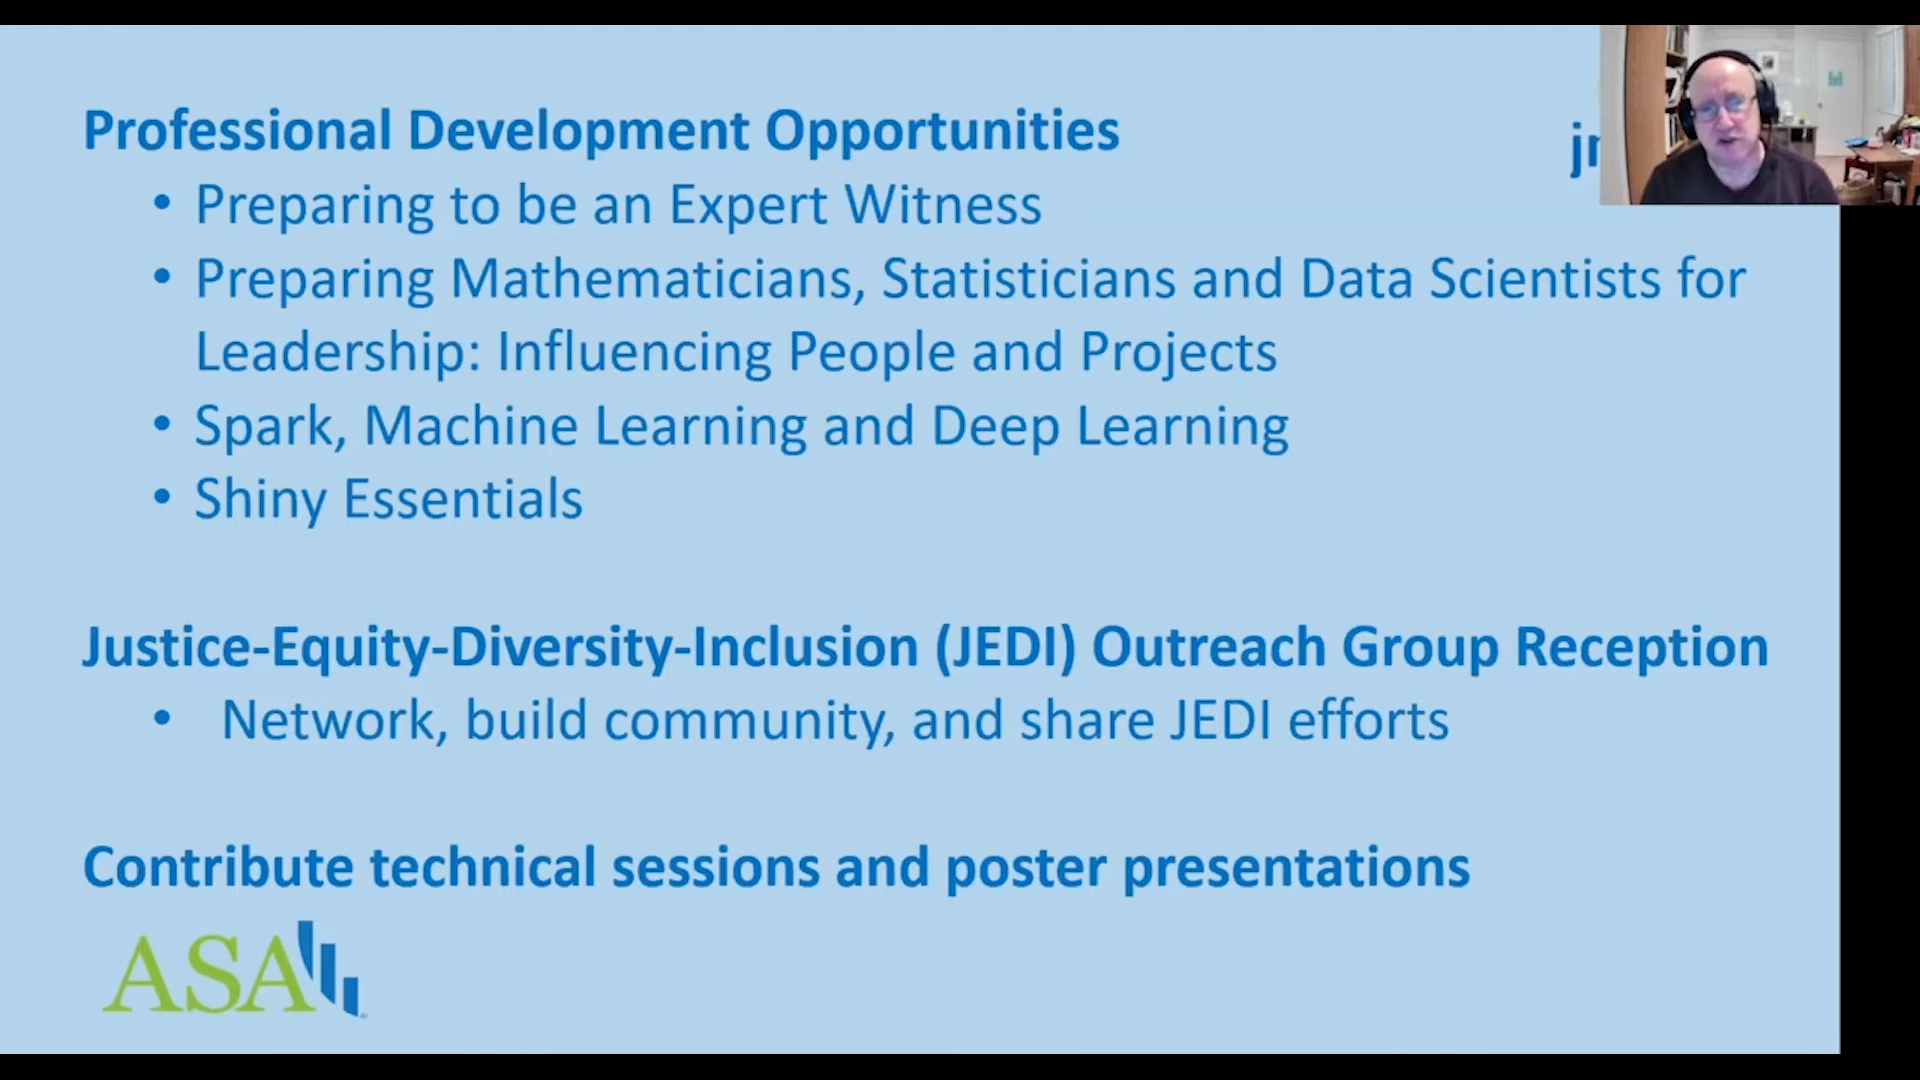 Professional Development Opportunities
• Preparing to be an Expert Witness
• Preparing Mathematicians, Statisticians and Data Scientists for
Leadership: Influencing People and Projects
• Spark, Machine Learning and Deep Learning
• Shiny Essentials
Justice-Equity-Diversity-Inclusion (JEDI) Outreach Group Reception
• Network, build community, and share JEDI efforts
Contribute technical sessions and poster presentations
ASA